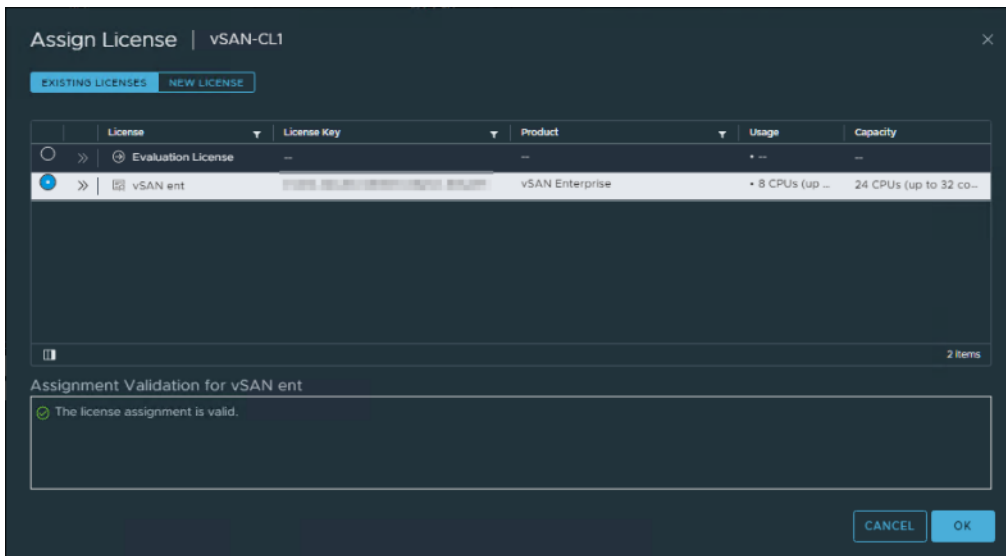 Assign License | vSAN-CL1
EXISTING LICENSES NEW LICENSE
License License Key Product Usage Capacity
Evaluation License -- -- • -- --
vSAN ent vSAN Enterprise • 8 CPUs (up ... 24 CPUs (up to 32 co...
2 items
Assignment Validation for vSAN ent
The license assignment is valid.
CANCEL OK